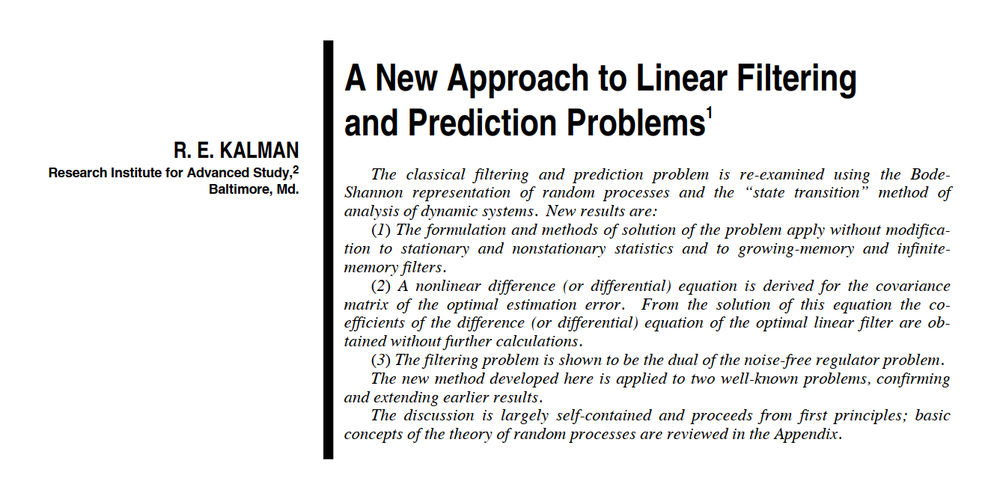 R. E. KALMAN
Research Institute for Advanced Study,2
Baltimore, Md.
A New Approach to Linear Filtering
and Prediction Problems1
The classical filtering and prediction problem is re-examined using the Bode-
Shannon representation of random processes and the “state transition” method of
analysis of dynamic systems. New results are:
(1) The formulation and methods of solution of the problem apply without modifica-
tion to stationary and nonstationary statistics and to growing-memory and infinite-
memory filters.
(2) A nonlinear difference (or differential) equation is derived for the covariance
matrix of the optimal estimation error. From the solution of this equation the co-
efficients of the difference (or differential) equation of the optimal linear filter are ob-
tained without further calculations.
(3) The filtering problem is shown to be the dual of the noise-free regulator problem.
The new method developed here is applied to two well-known problems, confirming
and extending earlier results.
The discussion is largely self-contained and proceeds from first principles; basic
concepts of the theory of random processes are reviewed in the Appendix.